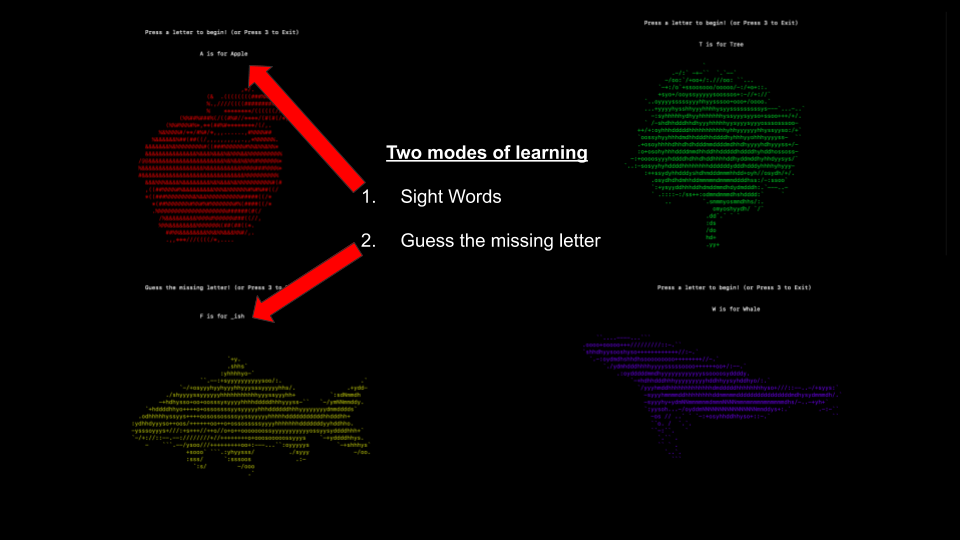 Press a letter to begin! (or Press 3 to Exit)
A is for Apple
Press a letter to begin! (or Press 3 to Exit)
T is for Tree
Two modes of learning
1. Sight Words
2. Guess the missing letter
Guess the missing letter! (or Press 3 to
F is for _ish
Press a letter to begin! (or Press 3 to Exit)
W is for Whale